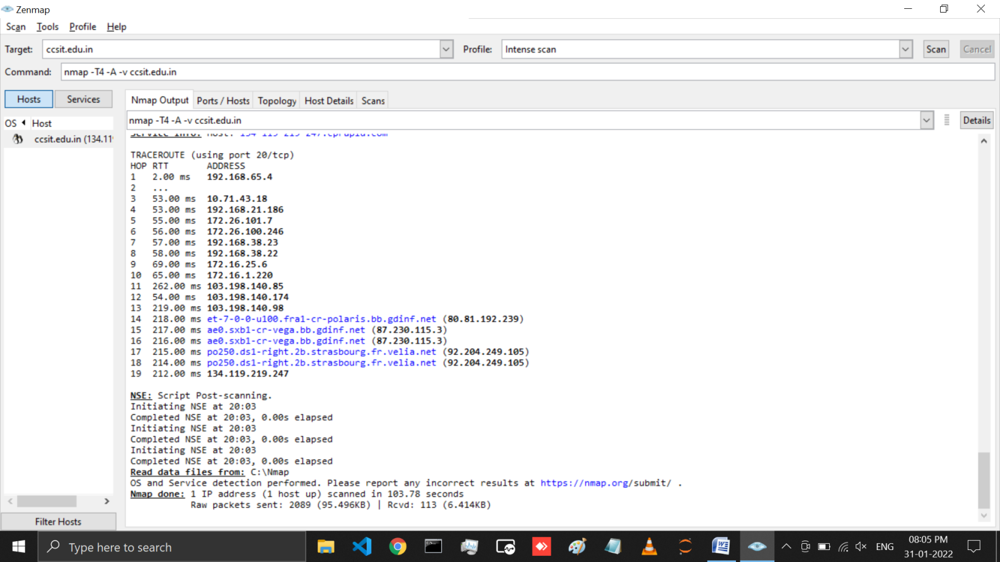 Zenmap
Scan Tools Profile Help
Target: ccsit.edu.in Profile: Intense scan Scan Cancel
Command: nmap -T4 -A -v ccsit.edu.in
Hosts Services
Nmap Output Ports / Hosts Topology Host Details Scans
OS Host
nmap -T4 -A -v ccsit.edu.in Details
ccsit.edu.in (134.119
Service Info: Host: 134-119-219-247.cprapid.com
TRACEROUTE (using port 20/tcp)
HOP RTT ADDRESS
1 2.00 ms 192.168.65.4
2 ...
3 53.00 ms 10.71.43.18
4 53.00 ms 192.168.21.186
5 55.00 ms 172.26.101.7
6 56.00 ms 172.26.100.246
7 57.00 ms 192.168.38.23
8 58.00 ms 192.168.38.22
9 69.00 ms 172.16.25.6
10 65.00 ms 172.16.1.220
11 262.00 ms 103.198.140.85
12 54.00 ms 103.198.140.174
13 219.00 ms 103.198.140.98
14 218.00 ms et-7-0-0-u100.fra1-cr-polaris.bb.gdinf.net (80.81.192.239)
15 217.00 ms ae0.sxb1-cr-vega.bb.gdinf.net (87.230.115.3)
16 216.00 ms ae0.sxb1-cr-vega.bb.gdinf.net (87.230.115.3)
17 215.00 ms po250.ds1-right.2b.strasbourg.fr.velia.net (92.204.249.105)
18 214.00 ms po250.ds1-right.2b.strasbourg.fr.velia.net (92.204.249.105)
19 212.00 ms 134.119.219.247
NSE: Script Post-scanning.
Initiating NSE at 20:03
Completed NSE at 20:03, 0.00s elapsed
Initiating NSE at 20:03
Completed NSE at 20:03, 0.00s elapsed
Initiating NSE at 20:03
Completed NSE at 20:03, 0.00s elapsed
Read data files from: C:\Nmap
OS and Service detection performed. Please report any incorrect results at https://nmap.org/submit/ .
Nmap done: 1 IP address (1 host up) scanned in 103.78 seconds
Raw packets sent: 2089 (95.496KB) | Rcvd: 113 (6.414KB)
Filter Hosts
Type here to search
ENG
08:05 PM
31-01-2022